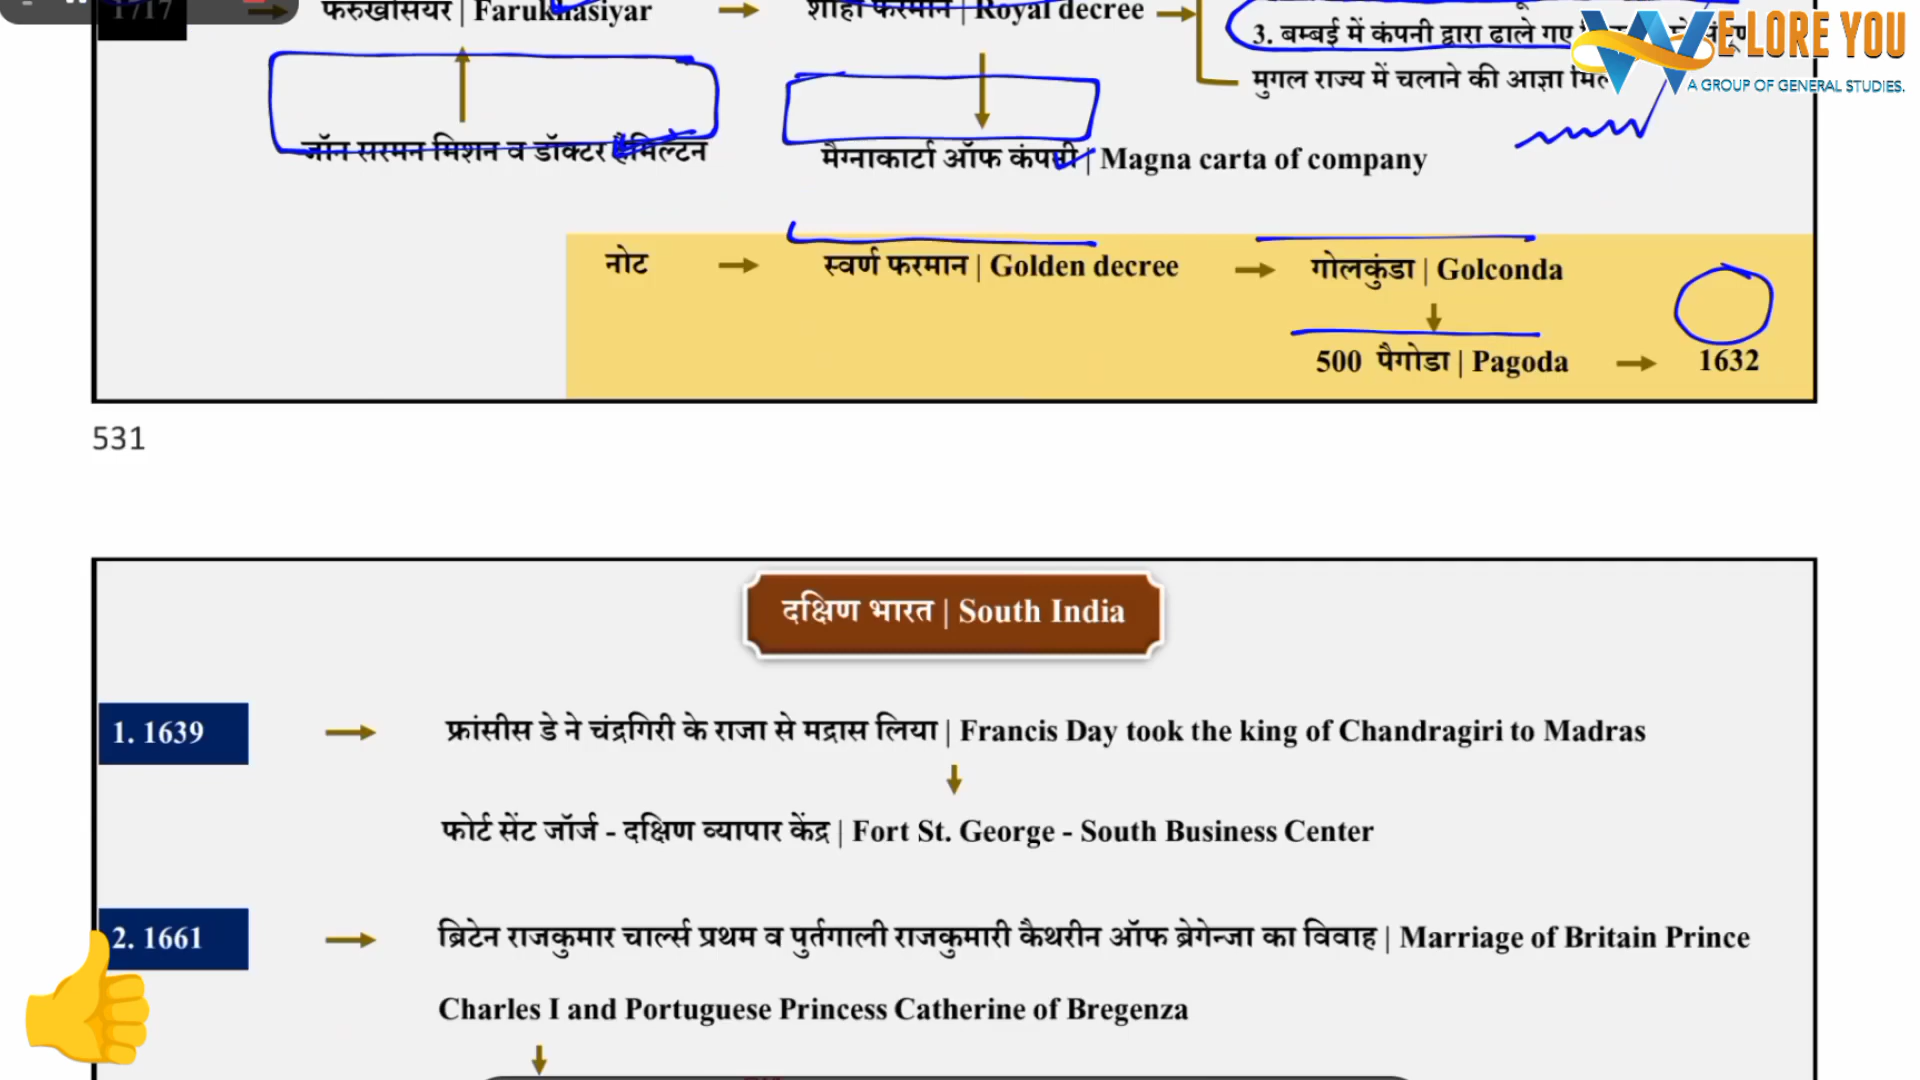 1717 फरुखसियर | Farukhasiyar शाही फरमान | Royal decree
3. बम्बई में कंपनी द्वारा ढाले गए
मुगल राज्य में चलाने की आज्ञा
WE LORE YOU
A GROUP OF GENERAL STUDIES.
जॉन सरमन मिशन व डॉक्टर हैमिल्टन
मैग्नाकार्टा ऑफ कंपनी | Magna carta of company
नोट स्वर्ण फरमान | Golden decree गोलकुंडा | Golconda
500 पैगोडा | Pagoda 1632
531
दक्षिण भारत | South India
1. 1639 फ्रांसीस डे ने चंद्रगिरी के राजा से मद्रास लिया | Francis Day took the king of Chandragiri to Madras
फोर्ट सेंट जॉर्ज - दक्षिण व्यापार केंद्र | Fort St. George - South Business Center
2. 1661 ब्रिटेन राजकुमार चार्ल्स प्रथम व पुर्तगाली राजकुमारी कैथरीन ऑफ ब्रेगेन्जा का विवाह | Marriage of Britain Prince
Charles I and Portuguese Princess Catherine of Bregenza